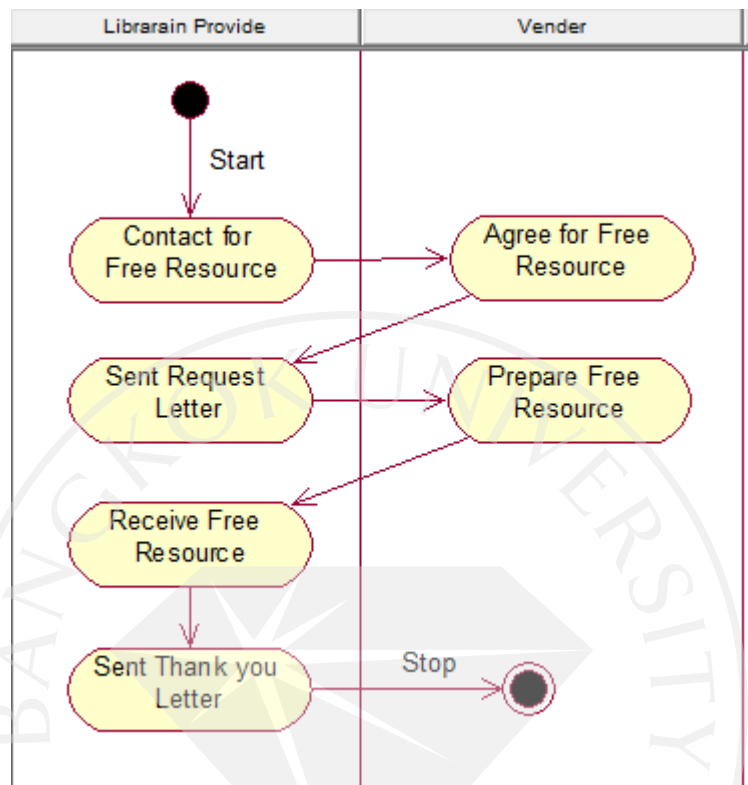 Librarain Provide
Vender
Start
Contact for
Free Resource
Agree for Free
Resource
Sent Request
Letter
Prepare Free
Resource
Receive Free
Resource
Sent Thank you
Letter
Stop
BANGKOK UNIVERSITY